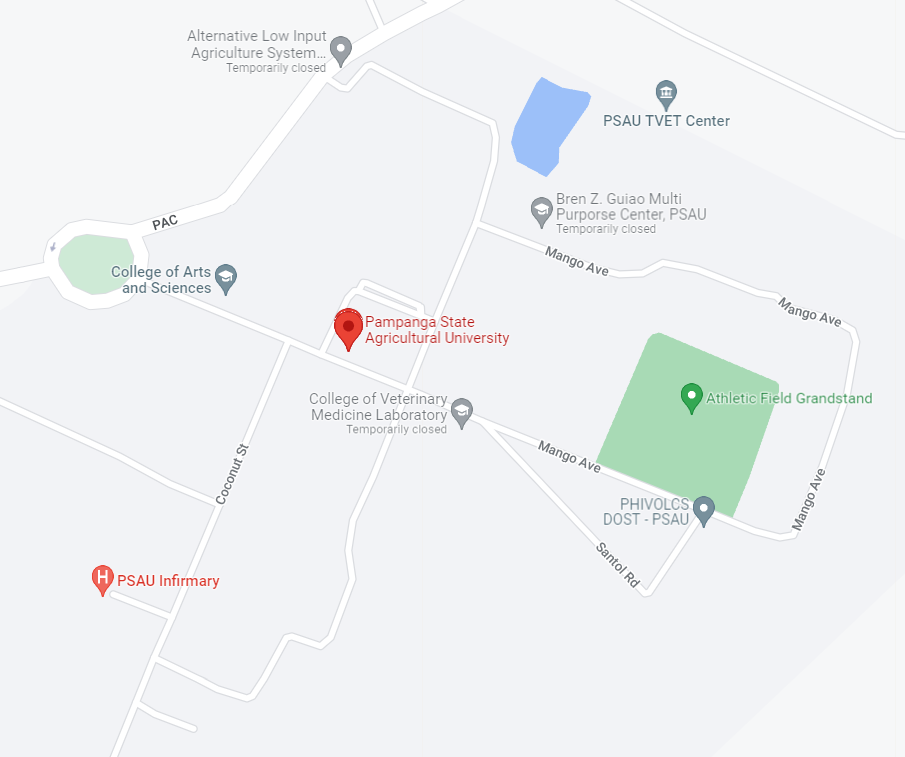 Alternative Low Input
Agriculture System...
Temporarily closed
PSAU TVET Center
Bren Z. Guiao Multi
Purporse Center, PSAU
Temporarily closed
PAC
Mango Ave
College of Arts
and Sciences
Mango Ave
Pampanga State
Agricultural University
College of Veterinary
Medicine Laboratory
Temporarily closed
Athletic Field Grandstand
Mango Ave
Coconut St
Mango Ave
PHIVOLCS
DOST - PSAU
Santol Rd
H
PSAU Infirmary